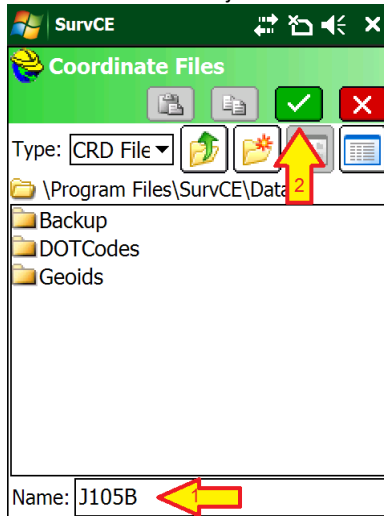 SurvCE
Coordinate Files
Type: CRD File
\Program Files\SurvCE\Data
2
Backup
DOTCodes
Geoids
Name: J105B
1